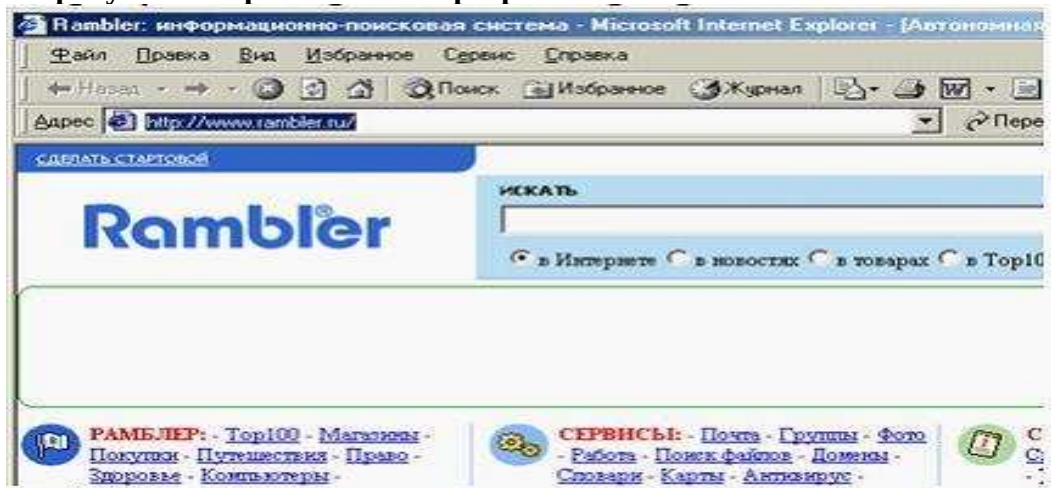 Rambler: информационно-поисковая система - Microsoft Internet Explorer - [Автономная
Файл Правка Вид Избранное Сервис Справка
Назад Поиск Избранное Журнал
Адрес http://www.rambler.ru/ Пере
СДЕЛАТЬ СТАРТОВОЙ
искать
Rambler
в Интернете в новостях в товарах в Top10
РАМБЛЕР: - Top100 - Магазины -
Покупки - Путешествия - Право -
Здоровье - Компьютеры -
СЕРВИСЫ: - Почта - Группы - Фото
- Работа - Поиск файлов - Домены -
Словари - Карты - Антивирус -
С